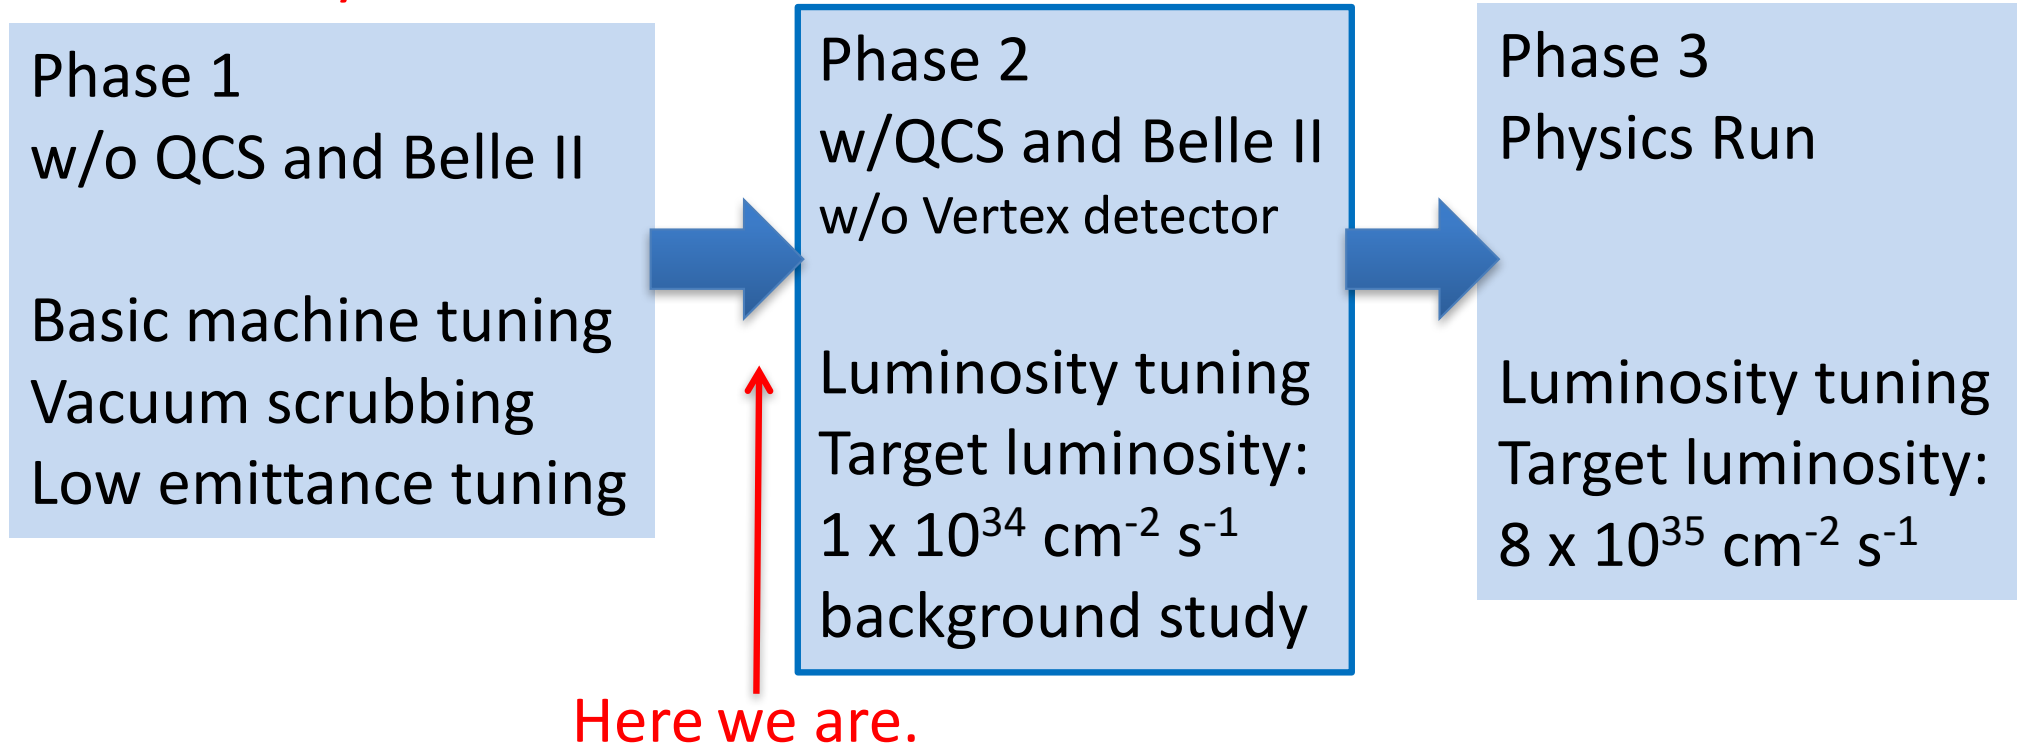 Phase 1
w/o QCS and Belle II
Basic machine tuning
Vacuum scrubbing
Low emittance tuning
Phase 2
w/QCS and Belle II
w/o Vertex detector
Luminosity tuning
Target luminosity:
1 x 10³⁴ cm⁻² s⁻¹
background study
Phase 3
Physics Run
Luminosity tuning
Target luminosity:
8 x 10³⁵ cm⁻² s⁻¹
Here we are.